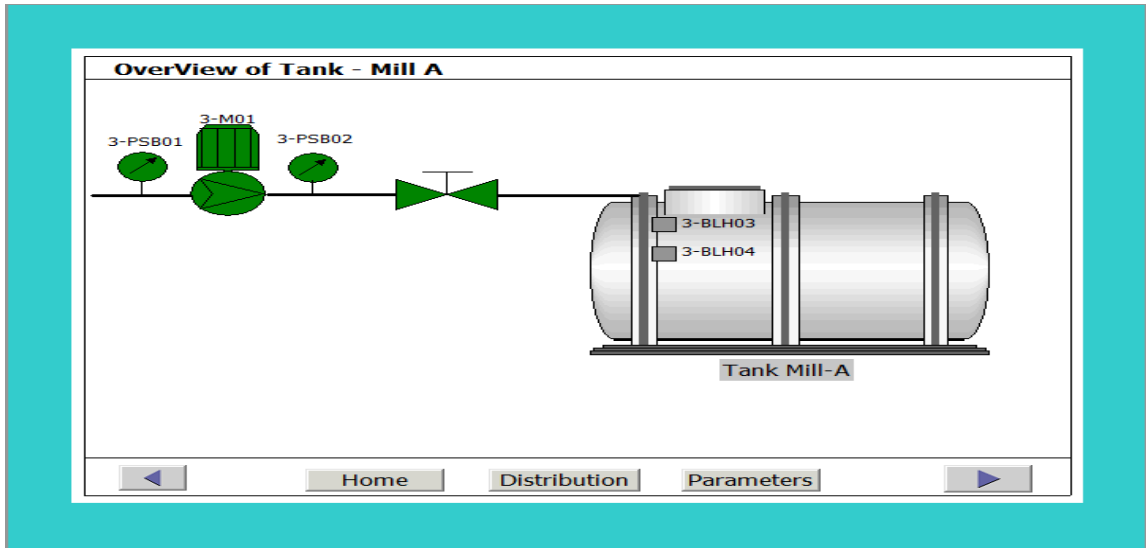 OverView of Tank - Mill A
3-M01
3-PSB01
3-PSB02
3-BLH03
3-BLH04
Tank Mill-A
Home
Distribution
Parameters